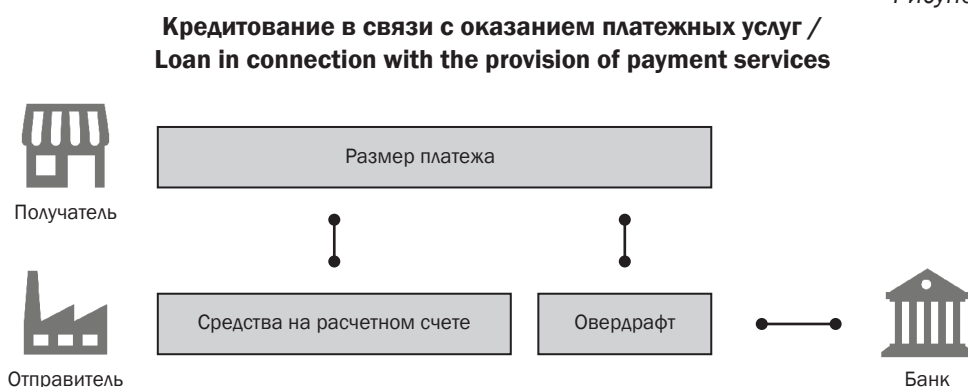 Кредитование в связи с оказанием платежных услуг /
Loan in connection with the provision of payment services
Размер платежа
Получатель
Средства на расчетном счете
Овердрафт
Отправитель
Банк